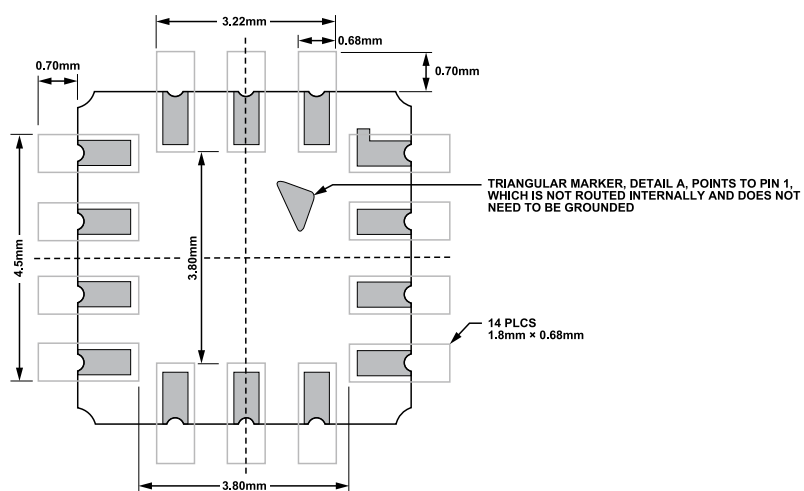 3.22mm
0.68mm
0.70mm
0.70mm
TRIANGULAR MARKER, DETAIL A, POINTS TO PIN 1,
WHICH IS NOT ROUTED INTERNALLY AND DOES NOT
NEED TO BE GROUNDED
4.5mm
3.80mm
14 PLCS
1.8mm × 0.68mm
3.80mm